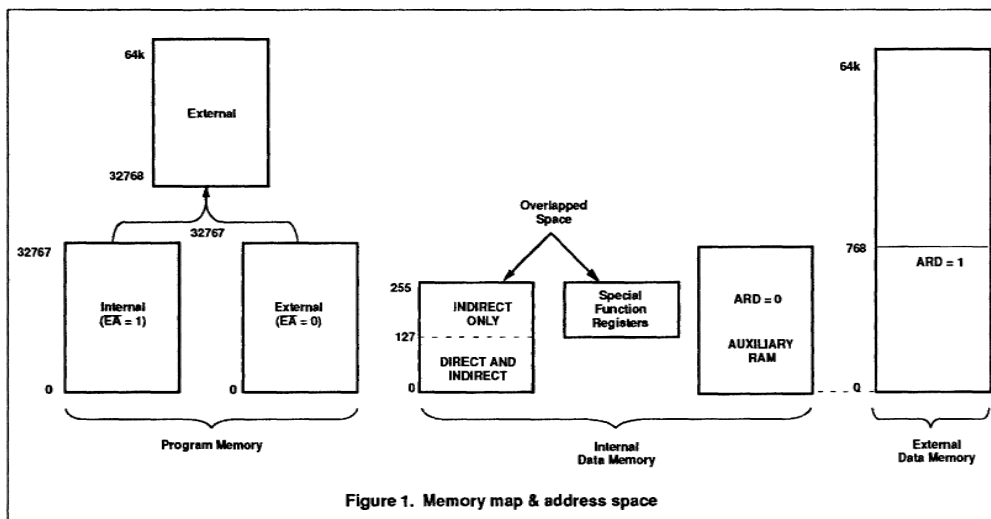 64k
External
32768
32767
32767
Internal
(EA = 1)
0
External
(EA = 0)
0
Program Memory
Overlapped
Space
255
INDIRECT
ONLY
127
DIRECT AND
INDIRECT
0
Special
Function
Registers
ARD = 0
AUXILIARY
RAM
Internal
Data Memory
64k
768
ARD = 1
0
External
Data Memory
Figure 1. Memory map & address space